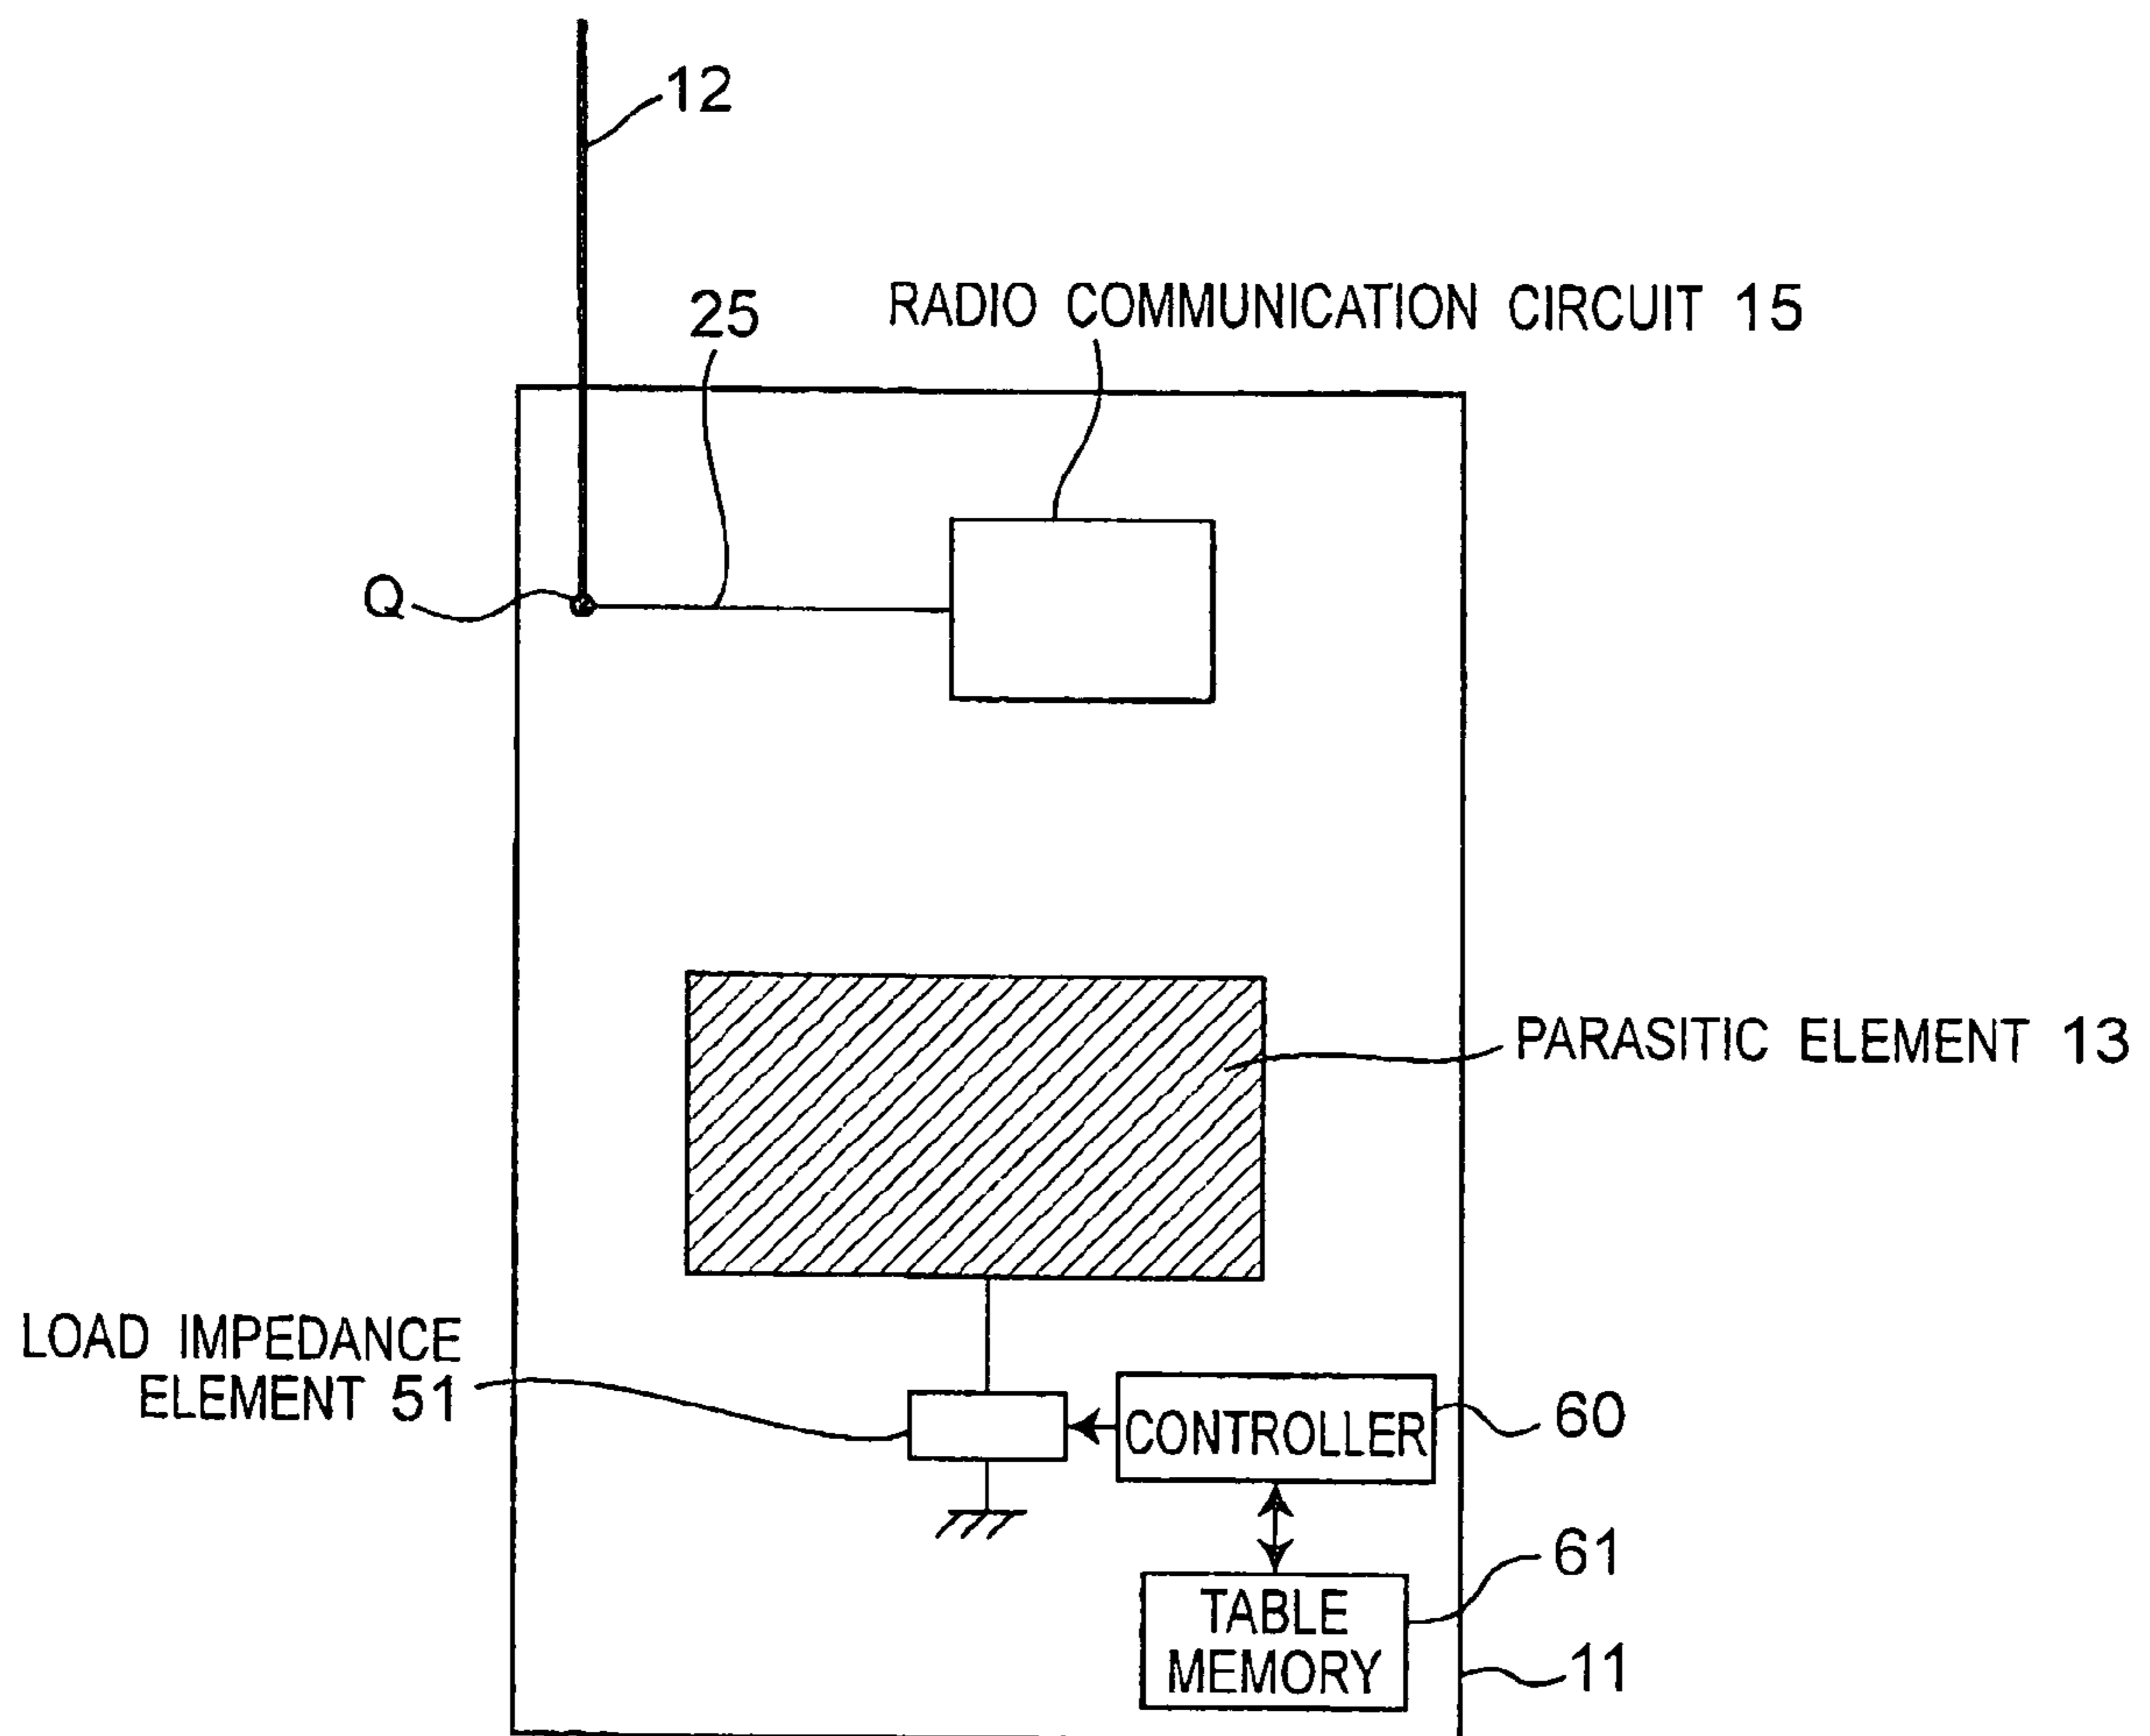 12
25
RADIO COMMUNICATION CIRCUIT 15
Q
PARASITIC ELEMENT 13
LOAD IMPEDANCE
ELEMENT 51
CONTROLLER
60
61
TABLE
MEMORY
11